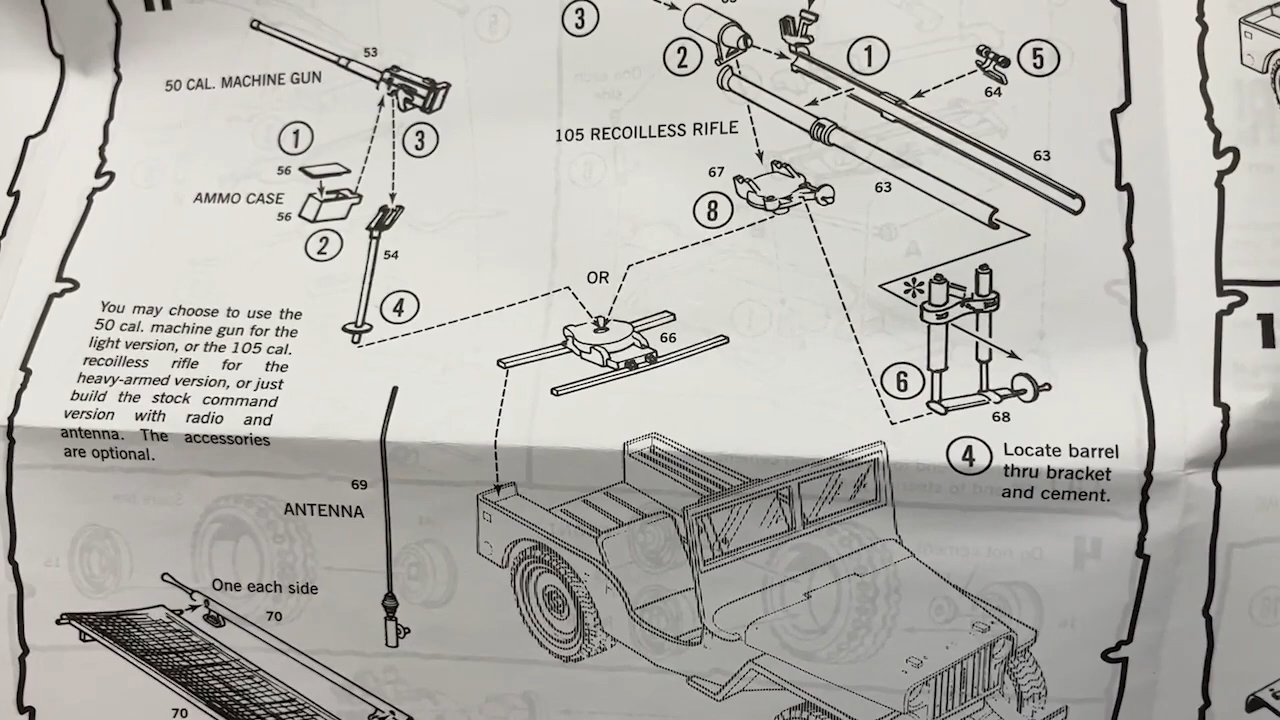 53
50 CAL. MACHINE GUN
1
3
56
AMMO CASE
56
2
54
4
You may choose to use the
50 cal. machine gun for the
light version, or the 105 cal.
recoilless rifle for the
heavy-armed version, or just
build the stock command
version with radio and
antenna. The accessories
are optional.
69
ANTENNA
One each side
70
70
3
2
1
5
64
105 RECOILLESS RIFLE
63
67
63
8
OR
66
*
6
68
4 Locate barrel
thru bracket
and cement.